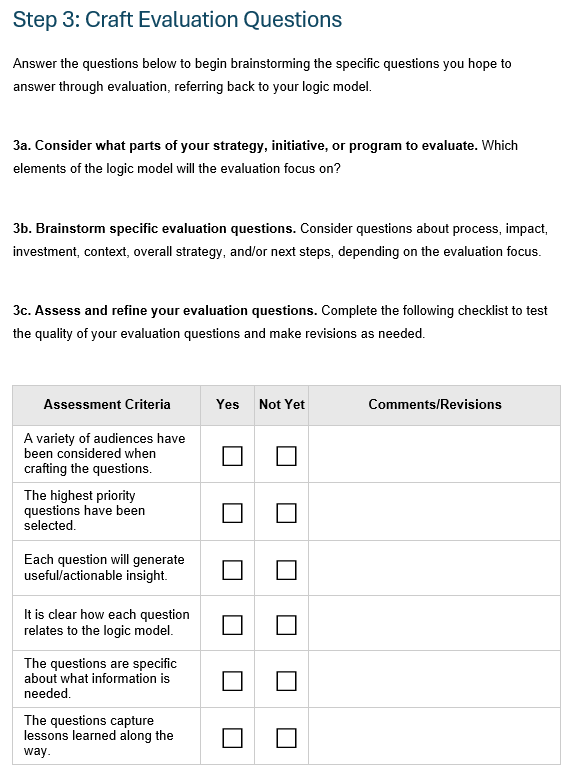 Step 3: Craft Evaluation Questions
Answer the questions below to begin brainstorming the specific questions you hope to
answer through evaluation, referring back to your logic model.
3a. Consider what parts of your strategy, initiative, or program to evaluate. Which
elements of the logic model will the evaluation focus on?
3b. Brainstorm specific evaluation questions. Consider questions about process, impact,
investment, context, overall strategy, and/or next steps, depending on the evaluation focus.
3c. Assess and refine your evaluation questions. Complete the following checklist to test
the quality of your evaluation questions and make revisions as needed.
Assessment Criteria Yes Not Yet Comments/Revisions
A variety of audiences have
been considered when
crafting the questions.
The highest priority
questions have been
selected.
Each question will generate
useful/actionable insight.
It is clear how each question
relates to the logic model.
The questions are specific
about what information is
needed.
The questions capture
lessons learned along the
way.